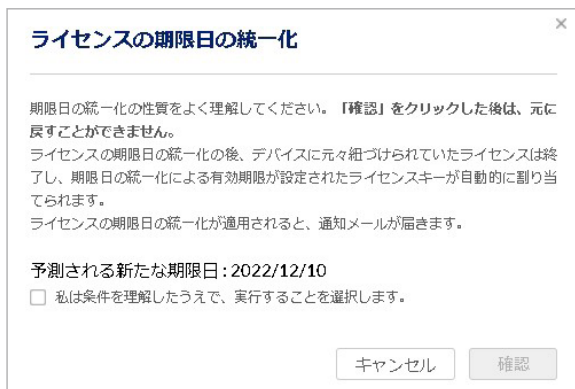 ライセンスの期限日の統一化
期限日の統一化の性質をよく理解してください。「確認」をクリックした後は、元に
戻すことができません。
ライセンスの期限日の統一化の後、デバイスに元々紐づけられていたライセンスは終
了し、期限日の統一化による有効期限が設定されたライセンスキーが自動的に割り当
てられます。
ライセンスの期限日の統一化が適用されると、通知メールが届きます。
予測される新たな期限日:2022/12/10
私は条件を理解したうえで、実行することを選択します。
キャンセル 確認